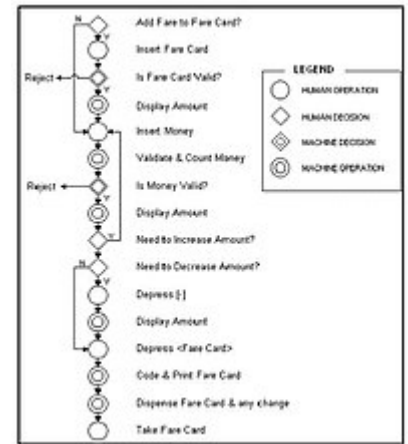 N
Add Fare to Fare Card?
Y
Insert Fare Card
Reject
Is Fare Card Valid?
Y
Display Amount
Insert Money
Validate & Count Money
Reject
Is Money Valid?
Y
Display Amount
Need to Increase Amount?
Y
N
Need to Decrease Amount?
Y
Depress [-]
Display Amount
Depress <Fare Card>
Code & Print Fare Card
Dispense Fare Card & any change
Take Fare Card
LEGEND
HUMAN OPERATION
HUMAN DECISION
MACHINE DECISION
MACHINE OPERATION